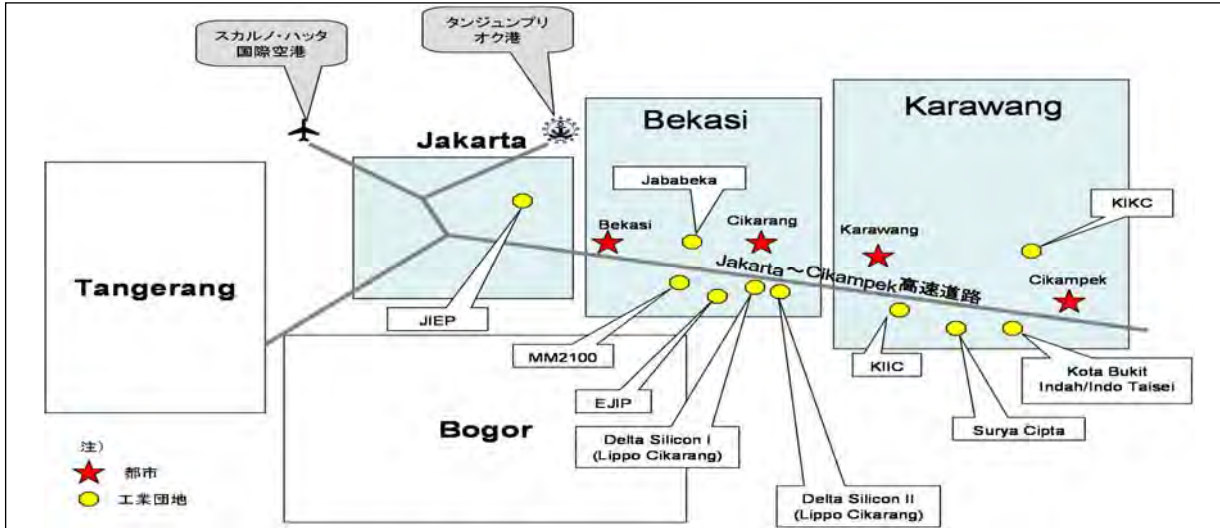 スカルノ・ハッタ
国際空港
タンジュンプリ
オク港
Jakarta
Bekasi
Karawang
Jababeka
KIKC
Bekasi
Cikarang
Karawang
Jakarta～Cikampek高速道路
Cikampek
Tangerang
JIEP
MM2100
KIIC
Kota Bukit
Indah/Indo Taisei
EJIP
Surya Cipta
Bogor
Delta Silicon I
(Lippo Cikarang)
Delta Silicon II
(Lippo Cikarang)
注）
都市
工業団地